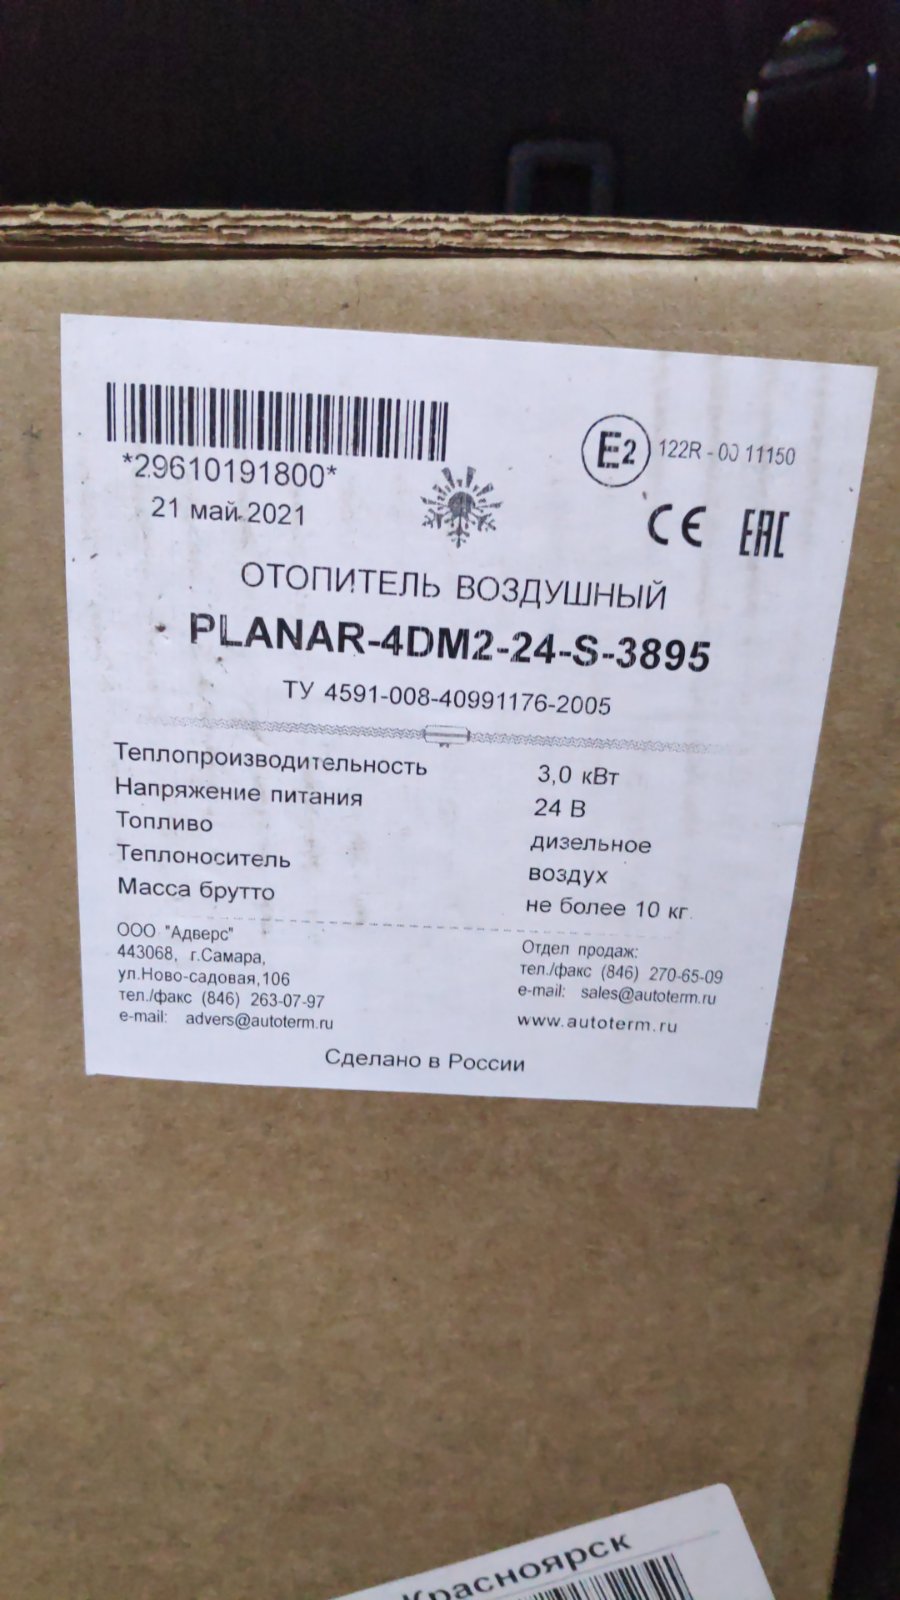 *29610191800*
21 май 2021
E2 122R - 00 11150
CE EAC
ОТОПИТЕЛЬ ВОЗДУШНЫЙ
PLANAR-4DM2-24-S-3895
ТУ 4591-008-40991176-2005
Теплопроизводительность 3,0 кВт
Напряжение питания 24 В
Топливо дизельное
Теплоноситель воздух
Масса брутто не более 10 кг.
ООО "Адверс"
443068, г.Самара,
ул.Ново-садовая,106
тел./факс (846) 263-07-97
e-mail: advers@autoterm.ru
Отдел продаж:
тел./факс (846) 270-65-09
e-mail: sales@autoterm.ru
www.autoterm.ru
Сделано в России
Красноярск